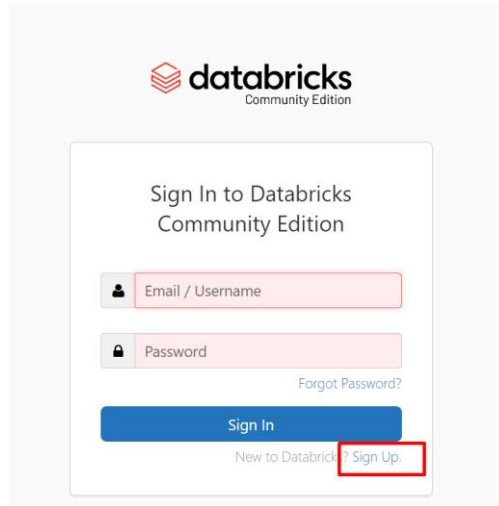 databricks
Community Edition
Sign In to Databricks
Community Edition
Email / Username
Password
Forgot Password?
Sign In
New to Databricks? Sign Up.